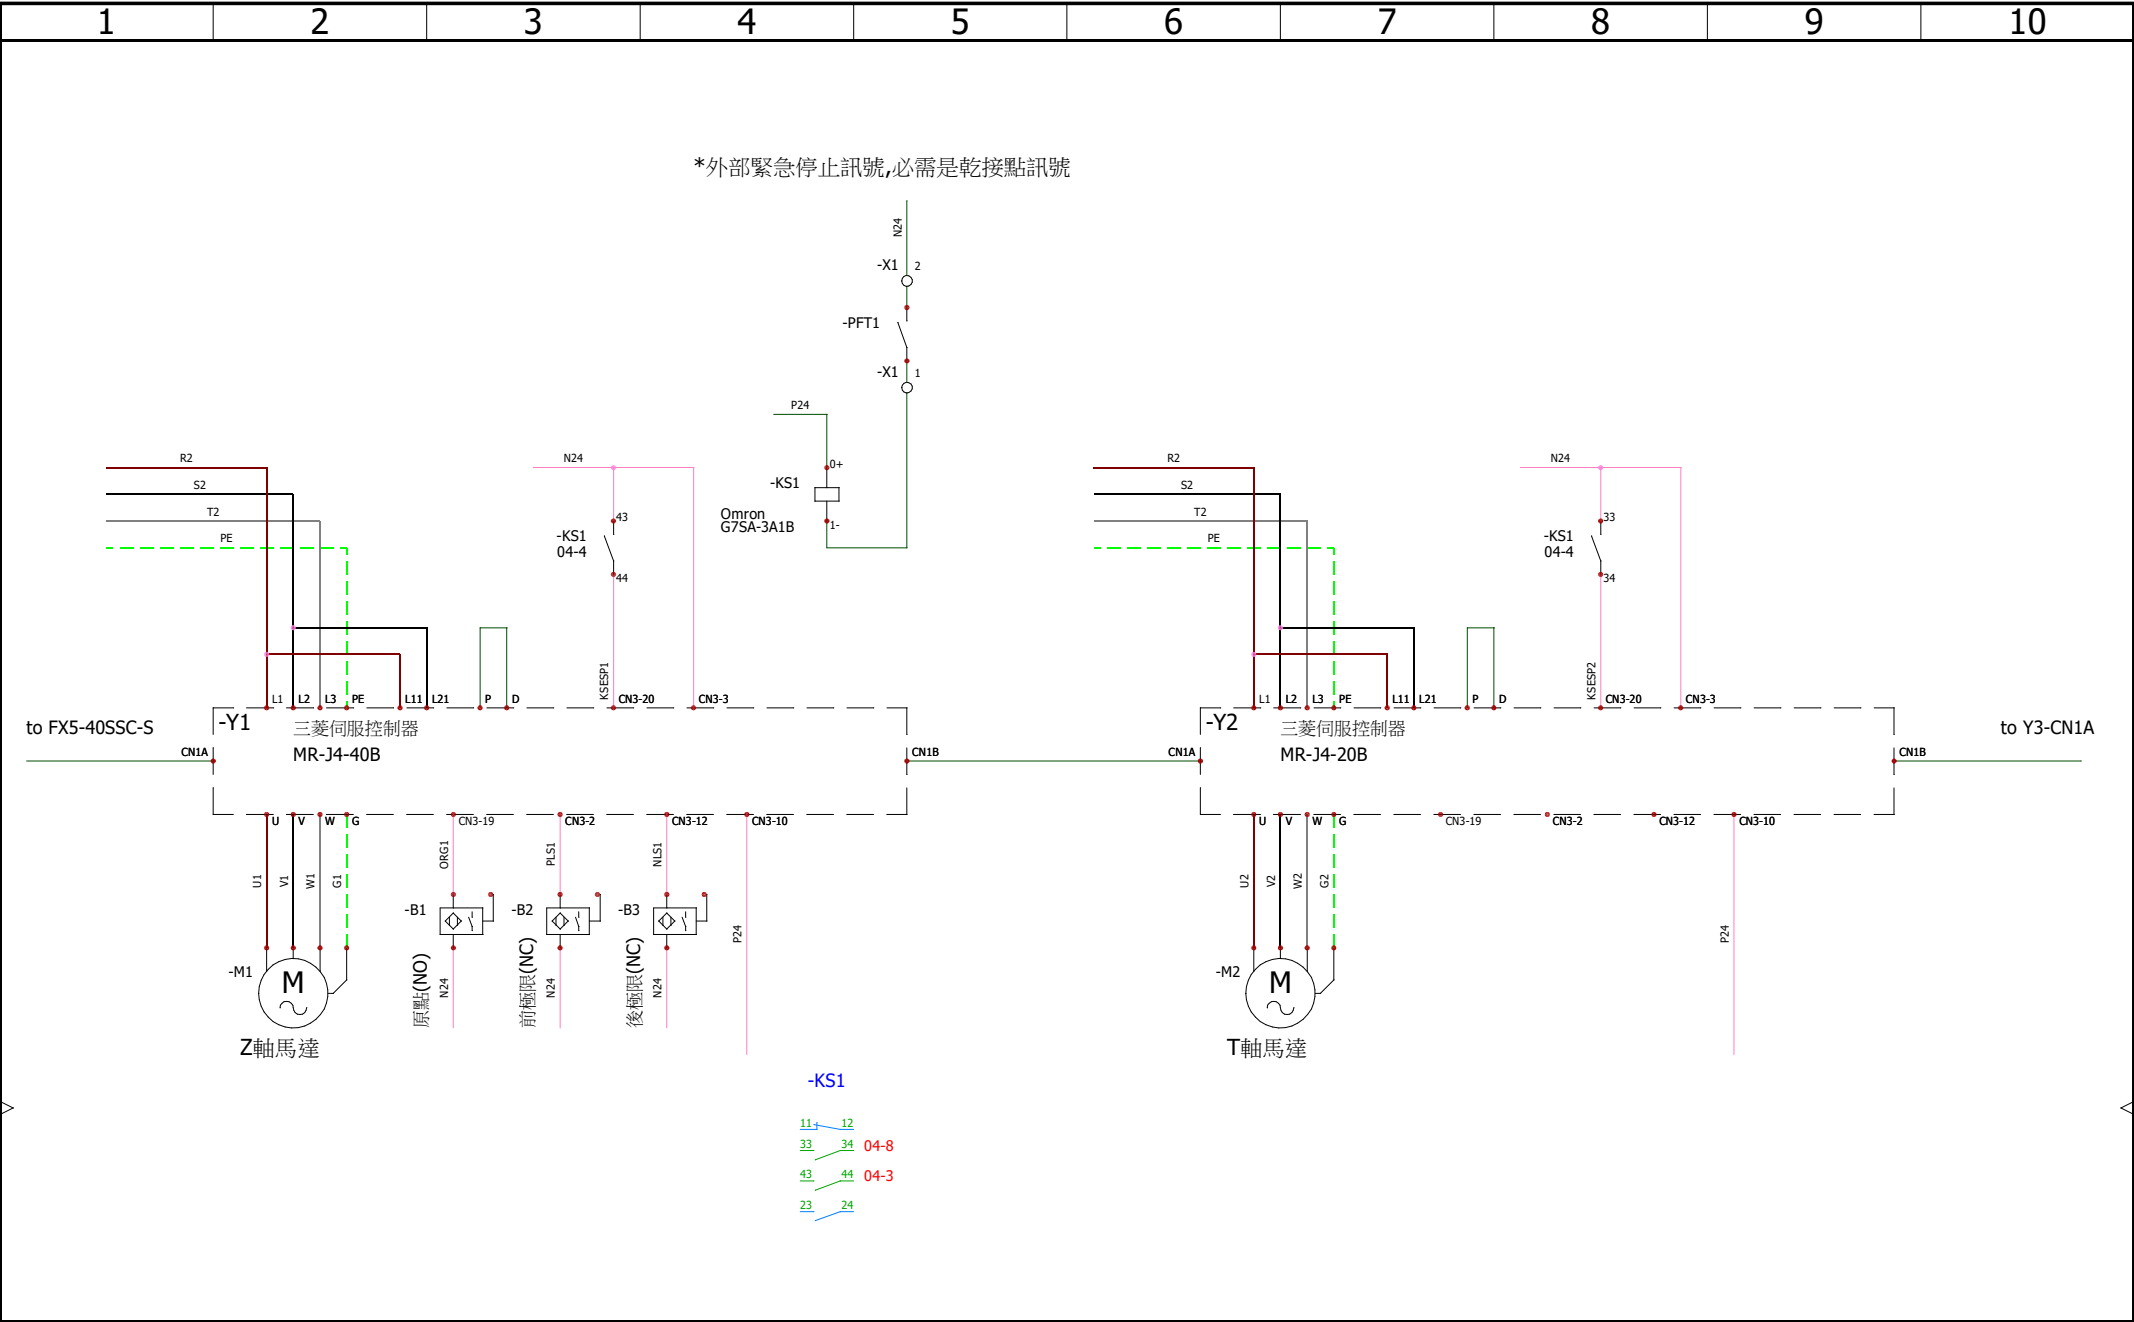 1 2 3 4 5 6 7 8 9 10
*外部緊急停止訊號,必需是乾接點訊號
N24
-X1 2
-PFT1
-X1 1
P24
0+
-KS1
Omron
G7SA-3A1B
1-
R2
S2
T2
PE
N24
43
-KS1
04-4
44
KSESP1
L1 L2 L3 PE L11 L21 P D CN3-20 CN3-3
to FX5-40SSC-S
CN1A
-Y1
三菱伺服控制器
MR-J4-40B
CN1B
U V W G CN3-19 CN3-2 CN3-12 CN3-10
U1
V1
W1
G1
ORG1
PLS1
NLS1
-B1
-B2
-B3
P24
-M1
M
原點(NO)
N24
前極限(NC)
N24
後極限(NC)
N24
Z軸馬達
R2
S2
T2
PE
N24
33
-KS1
04-4
34
KSESP2
L1 L2 L3 PE L11 L21 P D CN3-20 CN3-3
CN1A
-Y2
三菱伺服控制器
MR-J4-20B
CN1B
to Y3-CN1A
U V W G CN3-19 CN3-2 CN3-12 CN3-10
U2
V2
W2
G2
P24
-M2
M
T軸馬達
-KS1
11 12
33 34 04-8
43 44 04-3
23 24